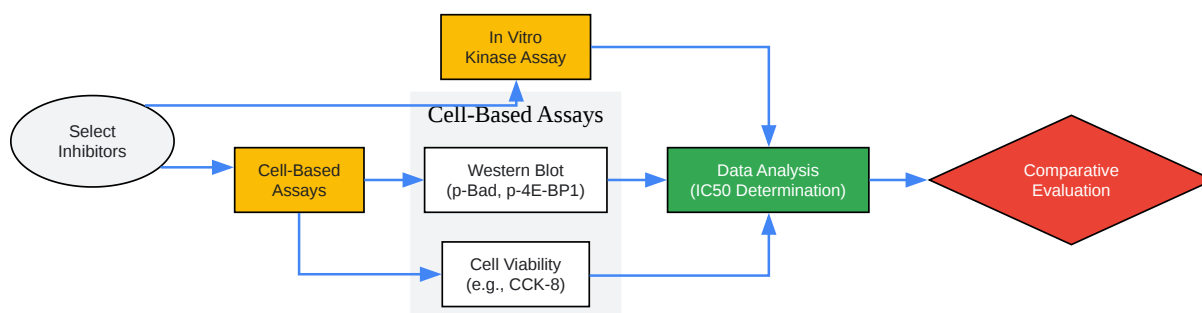 In Vitro
Kinase Assay
Select
Inhibitors
Cell-Based Assays
Cell-Based
Assays
Western Blot
(p-Bad, p-4E-BP1)
Data Analysis
(IC50 Determination)
Comparative
Evaluation
Cell Viability
(e.g., CCK-8)